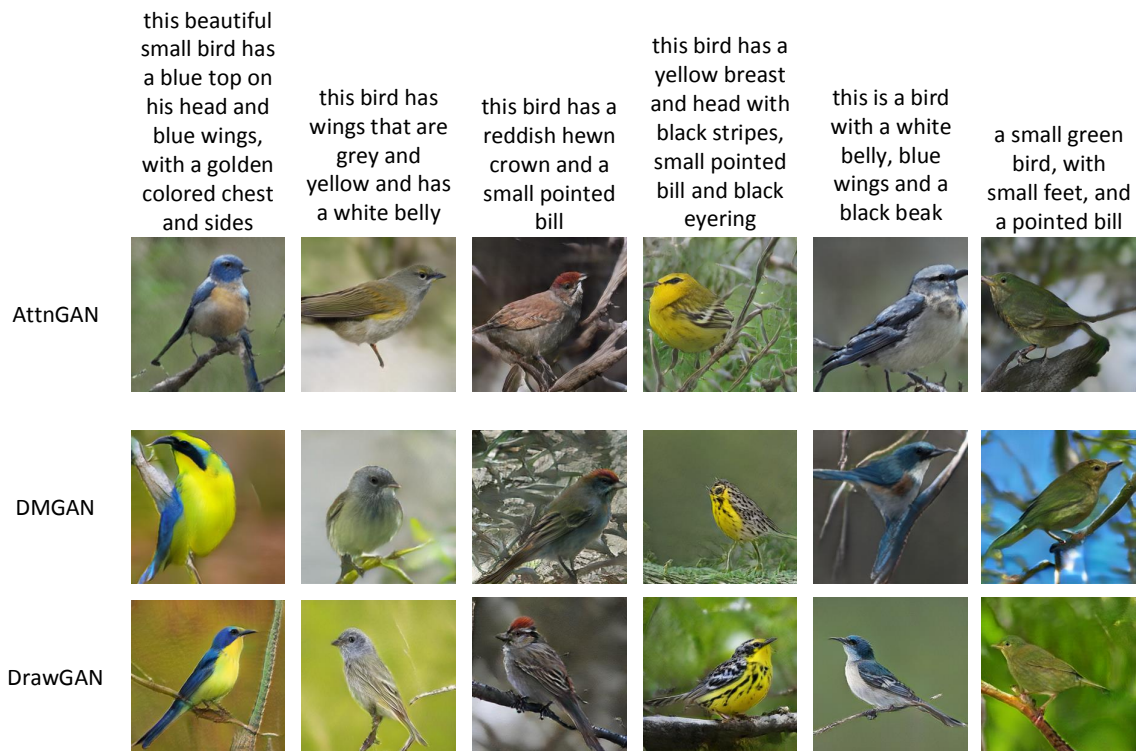 this beautiful
small bird has
a blue top on
his head and
blue wings,
with a golden
colored chest
and sides
this bird has
wings that are
grey and
yellow and has
a white belly
this bird has a
reddish hewn
crown and a
small pointed
bill
this bird has a
yellow breast
and head with
black stripes,
small pointed
bill and black
eyering
this is a bird
with a white
belly, blue
wings and a
black beak
a small green
bird, with
small feet, and
a pointed bill
AttnGAN
DMGAN
DrawGAN